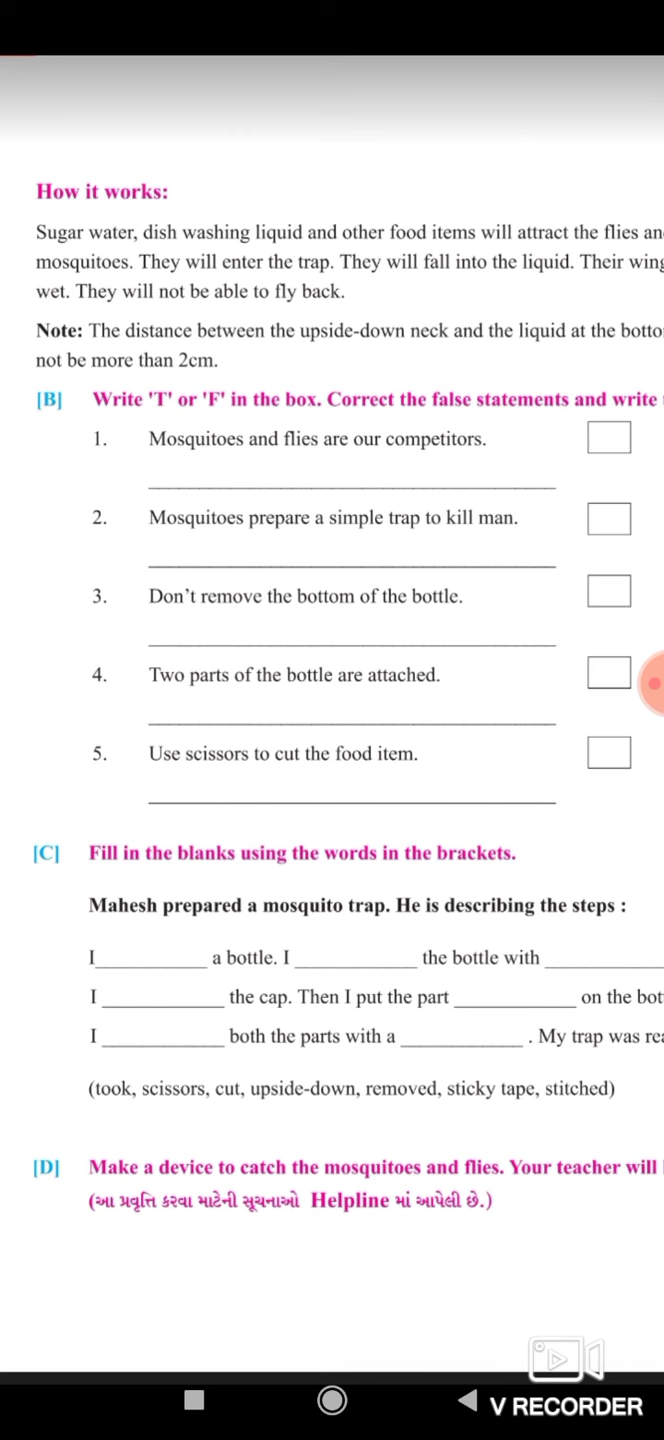 How it works:
Sugar water, dish washing liquid and other food items will attract the flies an
mosquitoes. They will enter the trap. They will fall into the liquid. Their wing
wet. They will not be able to fly back.
Note: The distance between the upside-down neck and the liquid at the botto
not be more than 2cm.
[B] Write 'T' or 'F' in the box. Correct the false statements and write
1. Mosquitoes and flies are our competitors.
2. Mosquitoes prepare a simple trap to kill man.
3. Don’t remove the bottom of the bottle.
4. Two parts of the bottle are attached.
5. Use scissors to cut the food item.
[C] Fill in the blanks using the words in the brackets.
Mahesh prepared a mosquito trap. He is describing the steps :
I__________ a bottle. I ___________ the bottle with ___________
I ___________ the cap. Then I put the part ___________ on the bot
I ___________ both the parts with a ___________ . My trap was rea
(took, scissors, cut, upside-down, removed, sticky tape, stitched)
[D] Make a device to catch the mosquitoes and flies. Your teacher will
(આ પ્રવૃત્તિ કરવા માટેની સૂચનાઓ Helpline માં આપેલી છે.)
V RECORDER